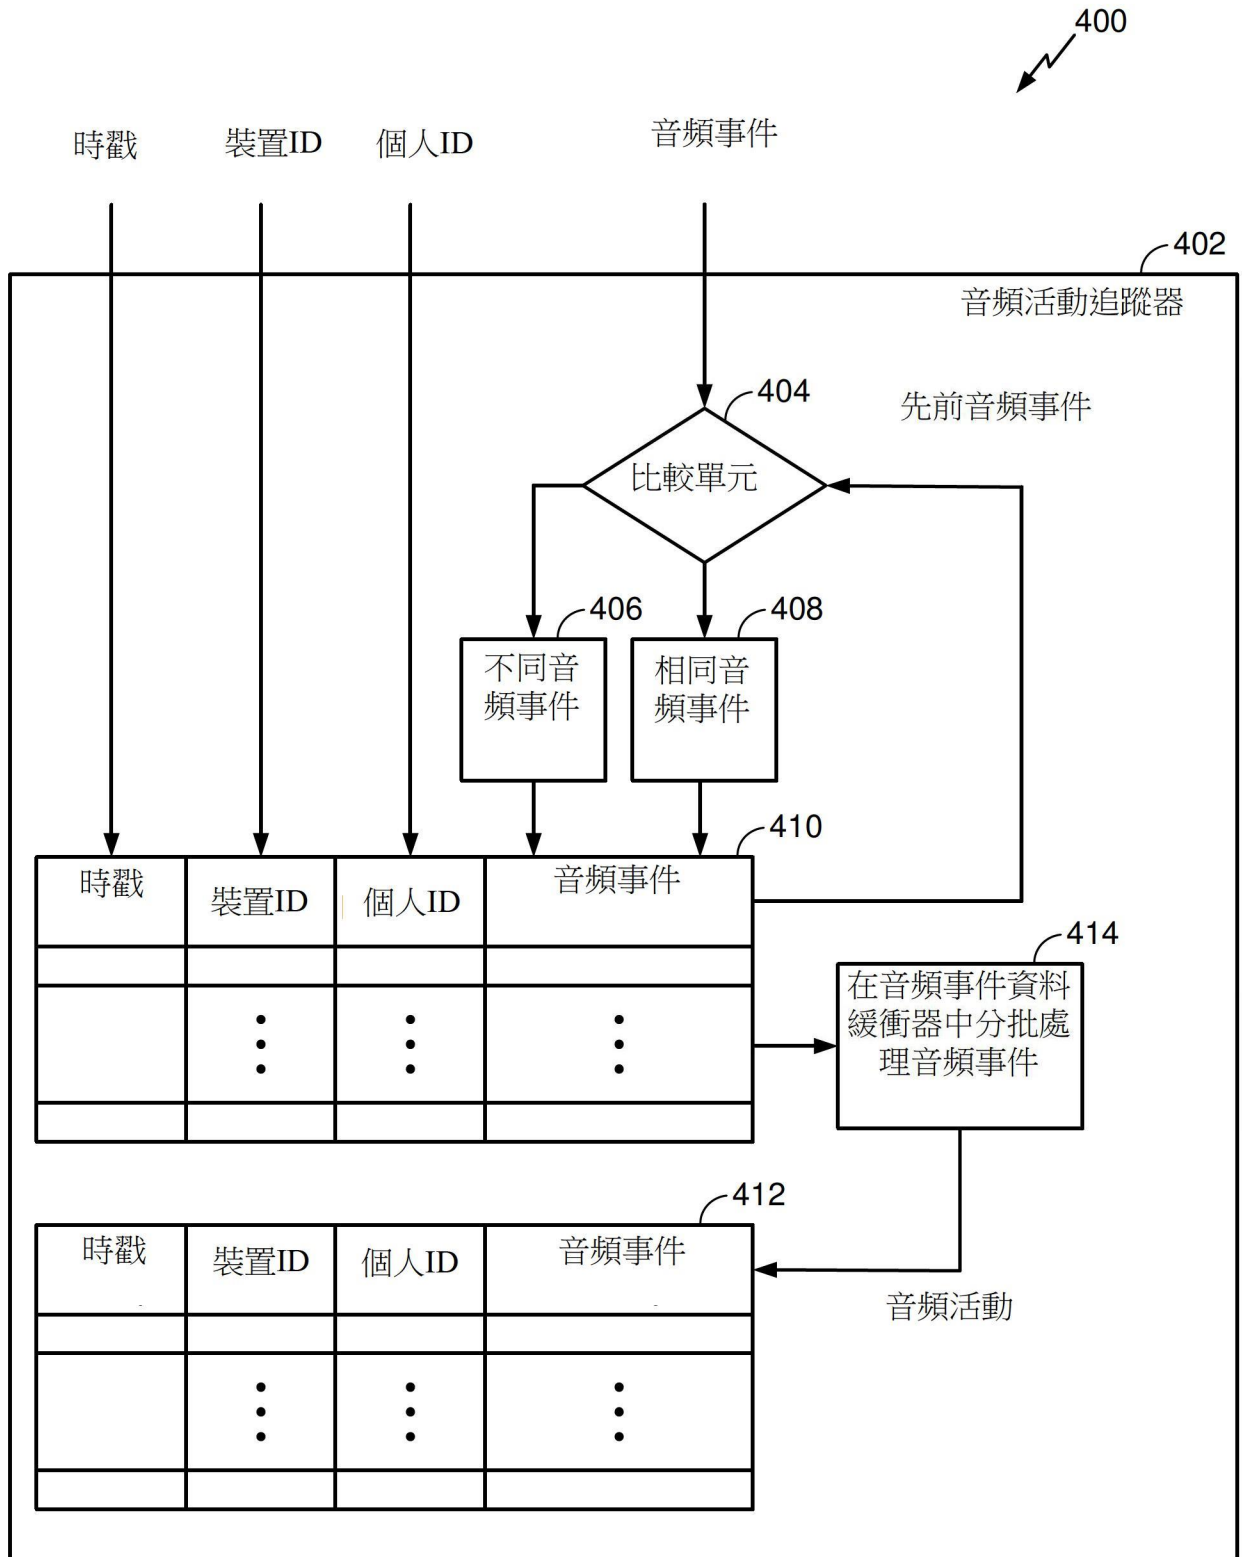 400
時戳
裝置ID
個人ID
音頻事件
402
音頻活動追蹤器
404
先前音頻事件
比較單元
406
408
不同音
頻事件
相同音
頻事件
410
時戳
裝置ID
個人ID
音頻事件
414
在音頻事件資料
緩衝器中分批處
理音頻事件
412
時戳
裝置ID
個人ID
音頻事件
音頻活動